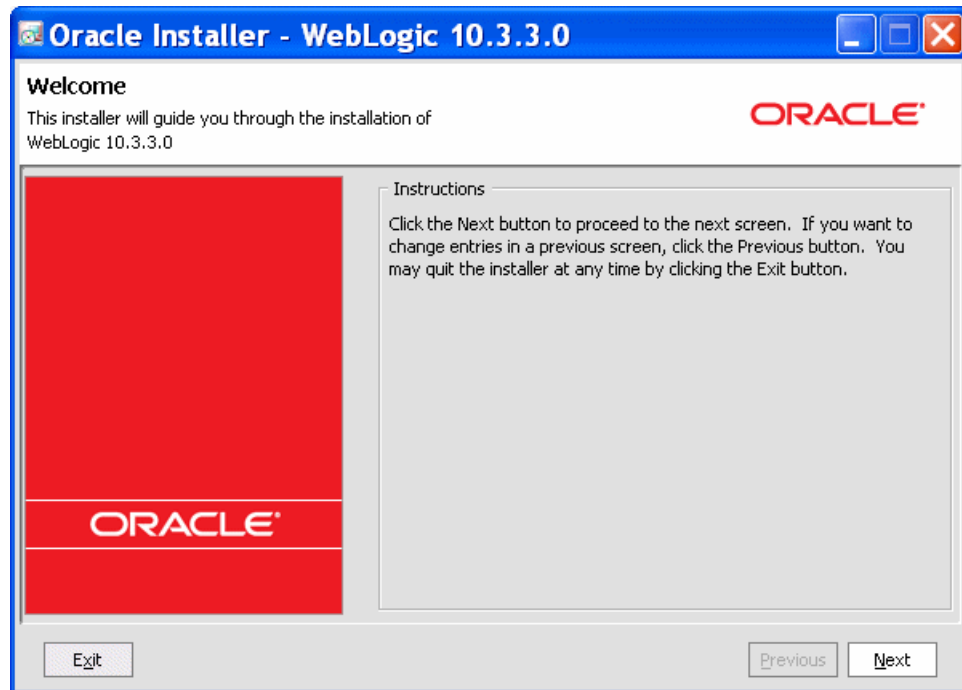 Oracle Installer - WebLogic 10.3.3.0
Welcome
This installer will guide you through the installation of
WebLogic 10.3.3.0
ORACLE
Instructions
Click the Next button to proceed to the next screen. If you want to
change entries in a previous screen, click the Previous button. You
may quit the installer at any time by clicking the Exit button.
ORACLE
Exit
Previous
Next